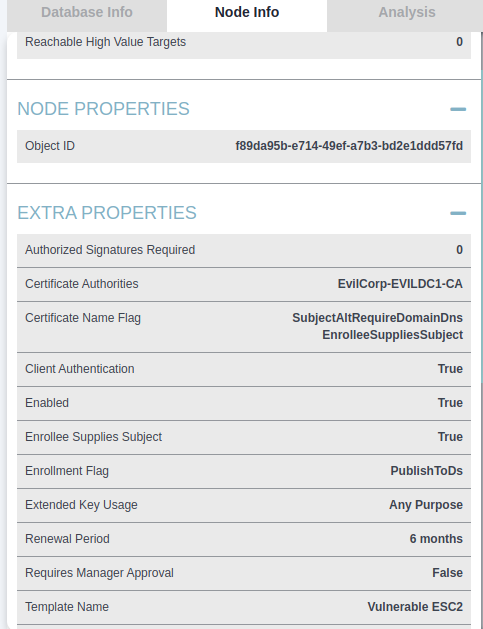 Database Info Node Info Analysis
Reachable High Value Targets 0
NODE PROPERTIES
Object ID f89da95b-e714-49ef-a7b3-bd2e1ddd57fd
EXTRA PROPERTIES
Authorized Signatures Required 0
Certificate Authorities EvilCorp-EVILDC1-CA
Certificate Name Flag SubjectAltRequireDomainDns
EnrolleeSuppliesSubject
Client Authentication True
Enabled True
Enrollee Supplies Subject True
Enrollment Flag PublishToDs
Extended Key Usage Any Purpose
Renewal Period 6 months
Requires Manager Approval False
Template Name Vulnerable ESC2